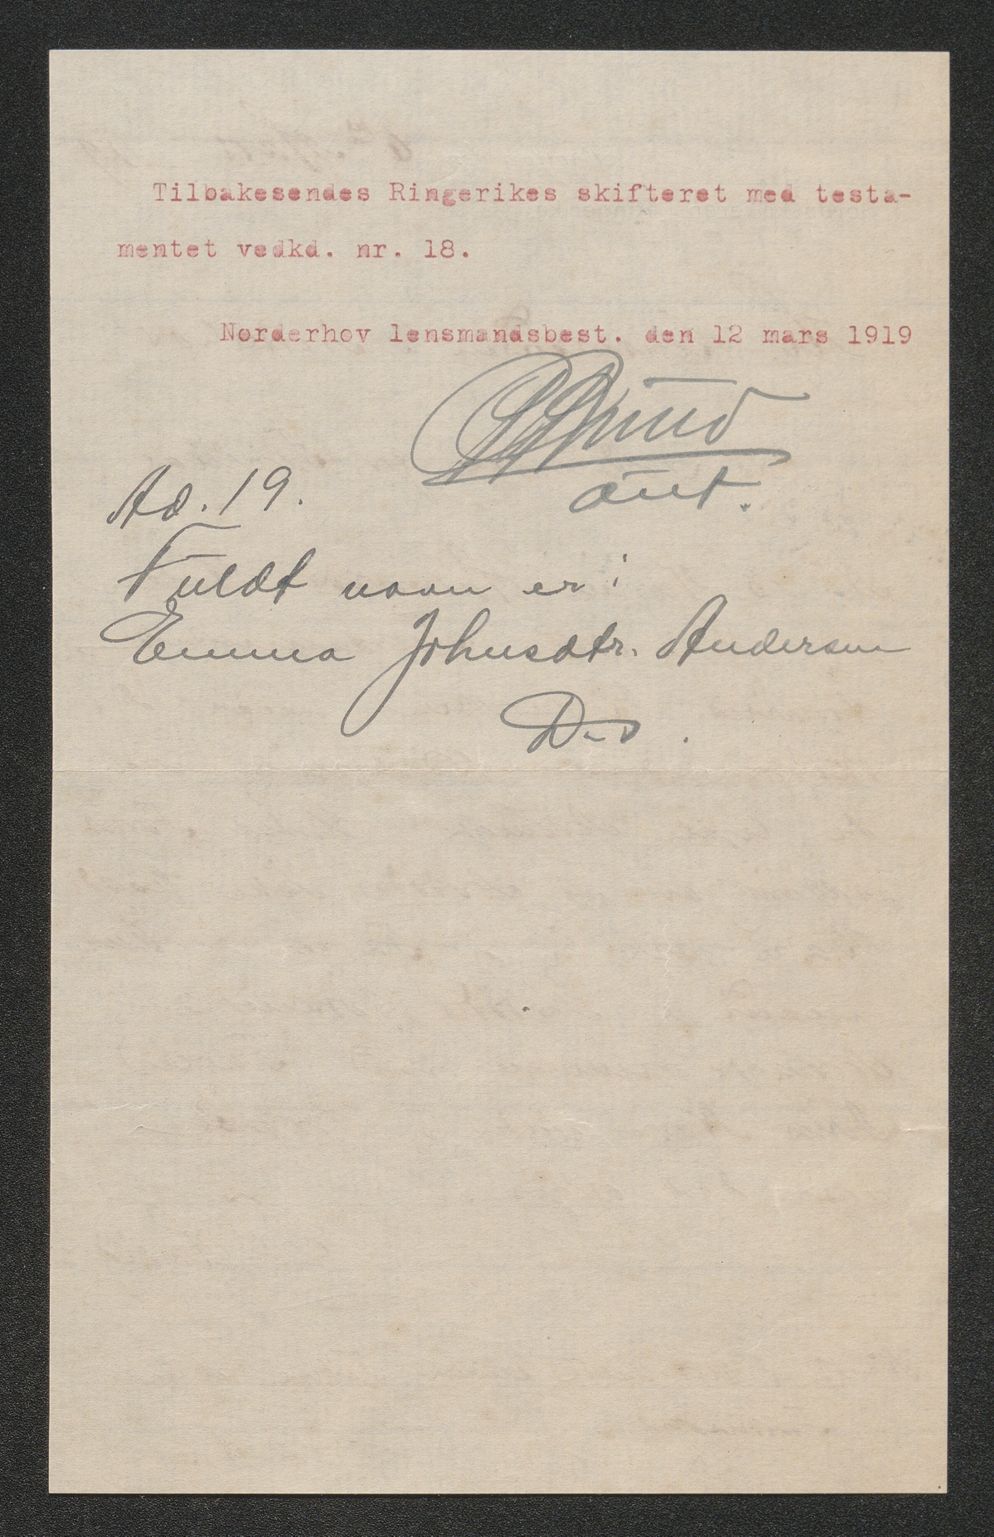 Tilbakesendes Ringerikes skifteret med testa-
mentet vedkd. nr. 18.
Norderhov lensmandsbest. den 12 mars 1919
Ad. 19.
Fuldt navn er:
Emma Johnsdtr. Andersen
D-o.